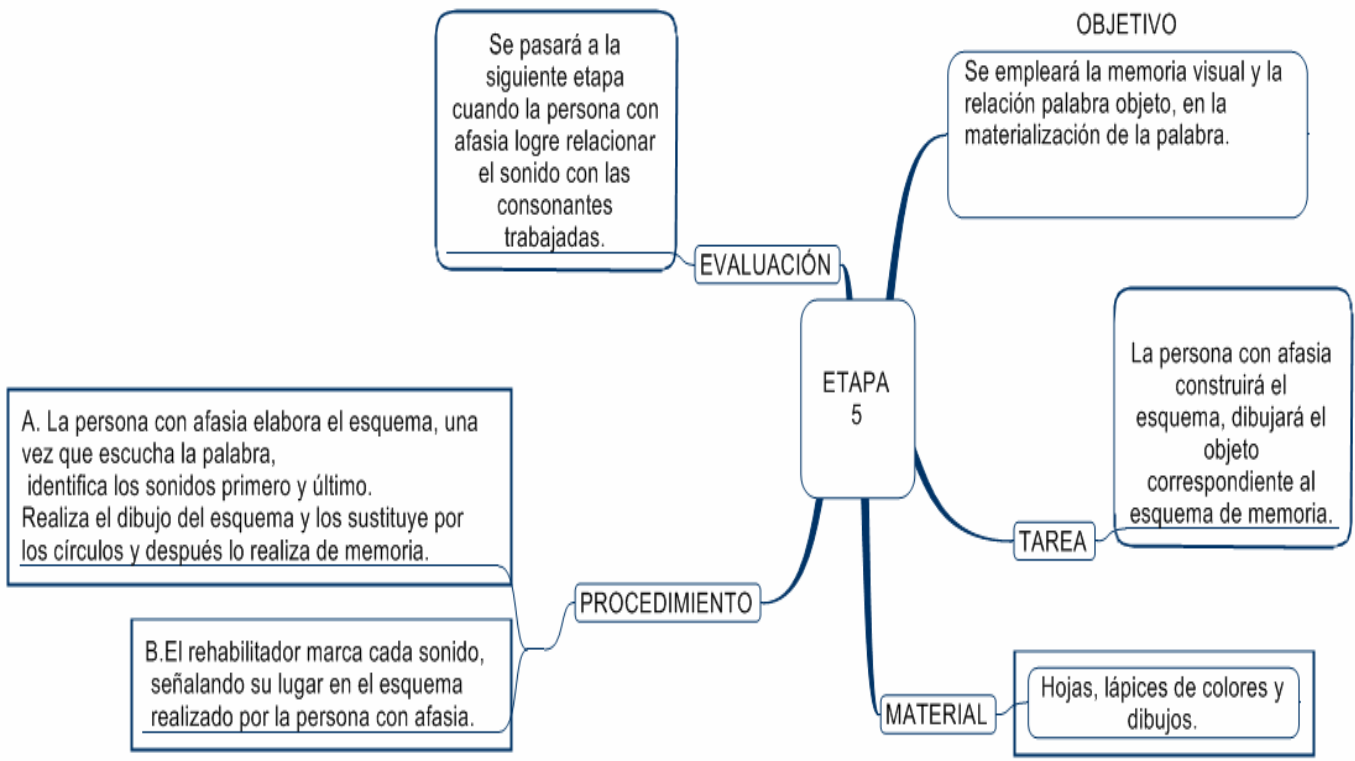 OBJETIVO
Se empleará la memoria visual y la
relación palabra objeto, en la
materialización de la palabra.
Se pasará a la
siguiente etapa
cuando la persona con
afasia logre relacionar
el sonido con las
consonantes
trabajadas.
EVALUACIÓN
ETAPA
5
La persona con afasia
construirá el
esquema, dibujará el
objeto
correspondiente al
esquema de memoria.
TAREA
A. La persona con afasia elabora el esquema, una
vez que escucha la palabra,
identifica los sonidos primero y último.
Realiza el dibujo del esquema y los sustituye por
los círculos y después lo realiza de memoria.
PROCEDIMIENTO
B.El rehabilitador marca cada sonido,
señalando su lugar en el esquema
realizado por la persona con afasia.
MATERIAL
Hojas, lápices de colores y
dibujos.